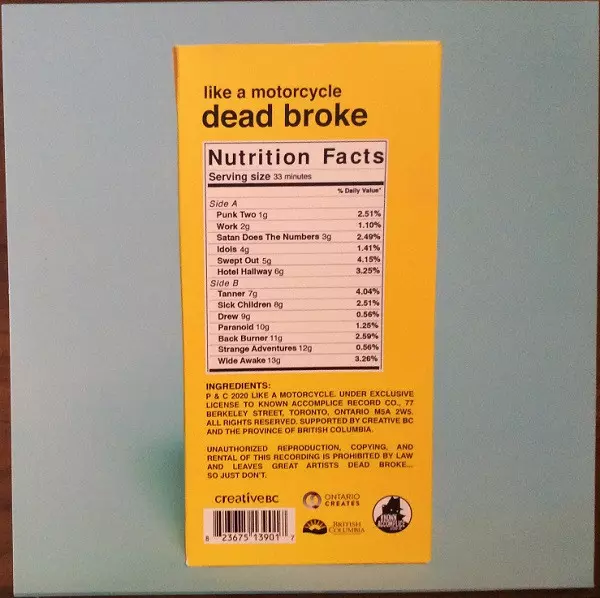 like a motorcycle
dead broke
Nutrition Facts
Serving size 33 minutes
% Daily Value*
Side A
Punk Two 1g 2.51%
Work 2g 1.10%
Satan Does The Numbers 3g 2.49%
Idols 4g 1.41%
Swept Out 5g 4.15%
Hotel Hallway 6g 3.25%
Side B
Tanner 7g 4.04%
Sick Children 8g 2.51%
Drew 9g 0.56%
Paranoid 10g 1.25%
Back Burner 11g 2.59%
Strange Adventures 12g 0.56%
Wide Awake 13g 3.26%
INGREDIENTS:
P & C 2020 LIKE A MOTORCYCLE. UNDER EXCLUSIVE
LICENSE TO KNOWN ACCOMPLICE RECORD CO., 77
BERKELEY STREET, TORONTO, ONTARIO M5A 2W5.
ALL RIGHTS RESERVED. SUPPORTED BY CREATIVE BC
AND THE PROVINCE OF BRITISH COLUMBIA.
UNAUTHORIZED REPRODUCTION, COPYING, AND
RENTAL OF THIS RECORDING IS PROHIBITED BY LAW
AND LEAVES GREAT ARTISTS DEAD BROKE...
SO JUST DON'T.
creativeBC
ONTARIO
CREATES
BRITISH
COLUMBIA
KNOWN
ACCOMPLICE
8 23675 13901 7